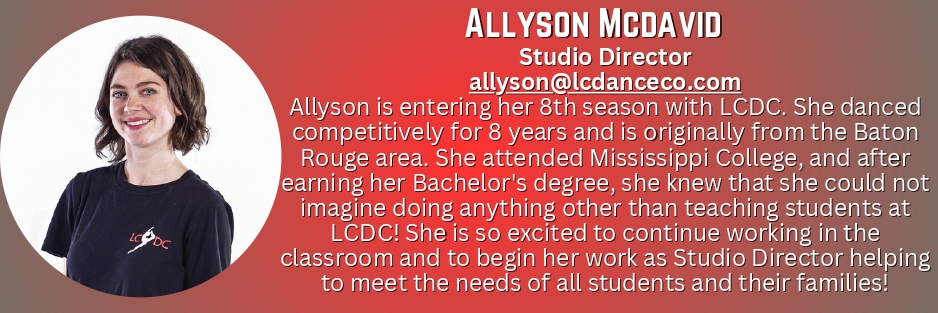 Allyson McDavid
Studio Director
allyson@lcdanceco.com
Allyson is entering her 8th season with LCDC. She danced
competitively for 8 years and is originally from the Baton
Rouge area. She attended Mississippi College, and after
earning her Bachelor's degree, she knew that she could not
imagine doing anything other than teaching students at
LCDC! She is so excited to continue working in the
classroom and to begin her work as Studio Director helping
to meet the needs of all students and their families!
LCDC